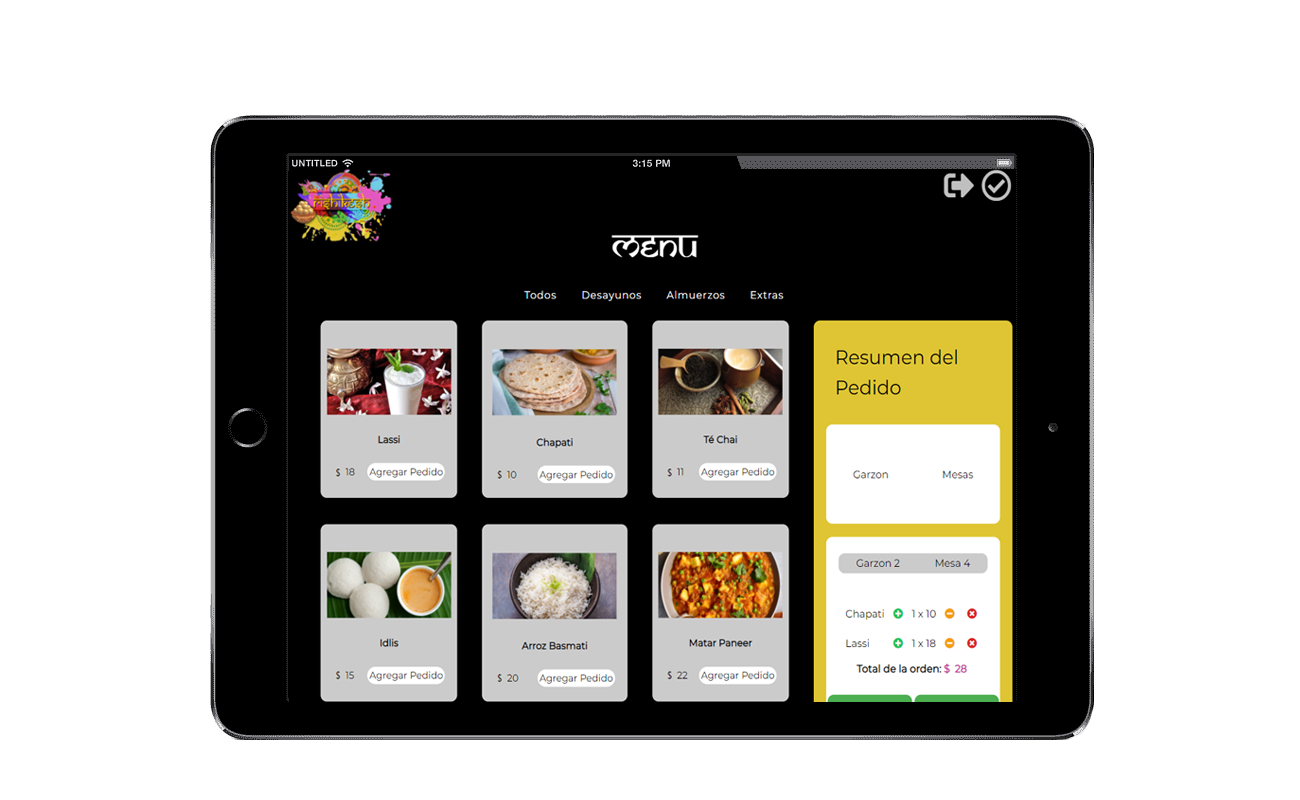 UNTITLED
3:15 PM
rishikesh
MENU
Todos Desayunos Almuerzos Extras
Lassi
$ 18 Agregar Pedido
Chapati
$ 10 Agregar Pedido
Té Chai
$ 11 Agregar Pedido
Idlis
$ 15 Agregar Pedido
Arroz Basmati
$ 20 Agregar Pedido
Matar Paneer
$ 22 Agregar Pedido
Resumen del
Pedido
Garzon Mesas
Garzon 2 Mesa 4
Chapati 1 x 10
Lassi 1 x 18
Total de la orden: $ 28